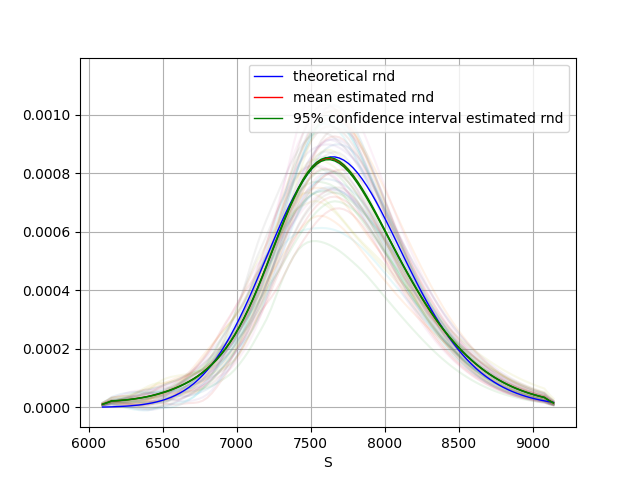 theoretical rnd
mean estimated rnd
95% confidence interval estimated rnd
0.0010
0.0008
0.0006
0.0004
0.0002
0.0000
6000 6500 7000 7500 8000 8500 9000
S